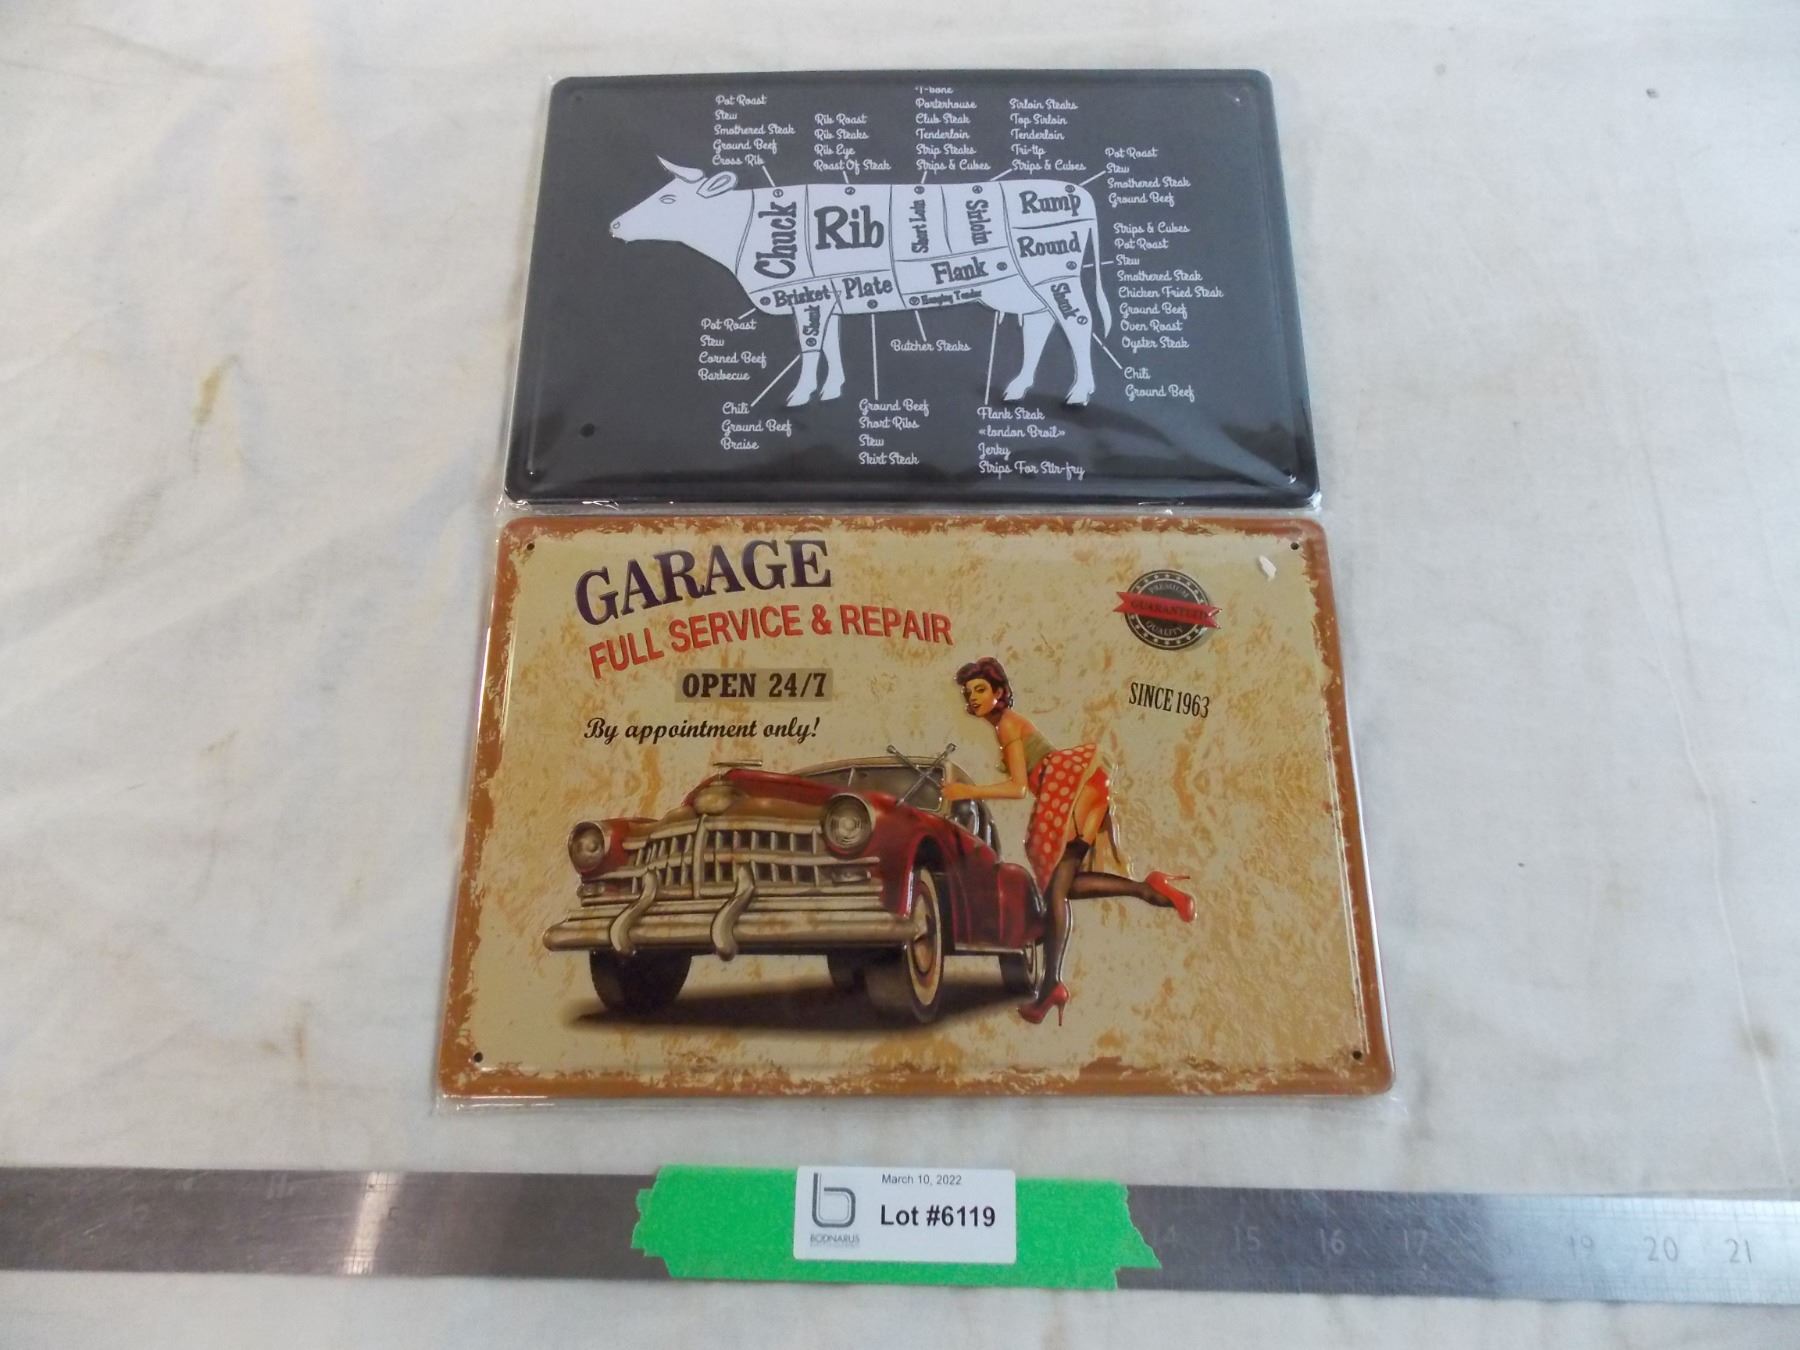 Pot Roast
Stew
Smothered Steak
Ground Beef
Cross Rib
Rib Roast
Rib Steaks
Rib Eye
Roast Of Steak
T-bone
Porterhouse
Club Steak
Tenderloin
Strip Steaks
Strips & Cubes
Sirloin Steaks
Top Sirloin
Tenderloin
Tri-tip
Strips & Cubes
Pot Roast
Stew
Smothered Steak
Ground Beef
Strips & Cubes
Pot Roast
Stew
Smothered Steak
Chicken Fried Steak
Ground Beef
Oven Roast
Oyster Steak
Chili
Ground Beef
Chuck
Rib
Short Loin
Sirloin
Rump
Round
Flank
Hanging Tender
Brisket
Plate
Shank
Shank
Pot Roast
Stew
Corned Beef
Barbecue
Chili
Ground Beef
Braise
Ground Beef
Short Ribs
Stew
Skirt Steak
Butcher Steaks
Flank Steak
«london Broil»
Jerky
Strips For Stir-fry
GARAGE
FULL SERVICE & REPAIR
OPEN 24/7
By appointment only!
PREMIUM
GUARANTEED
QUALITY
SINCE 1963
March 10, 2022
Lot #6119
BODNARUS
15 16 17 19 20 21